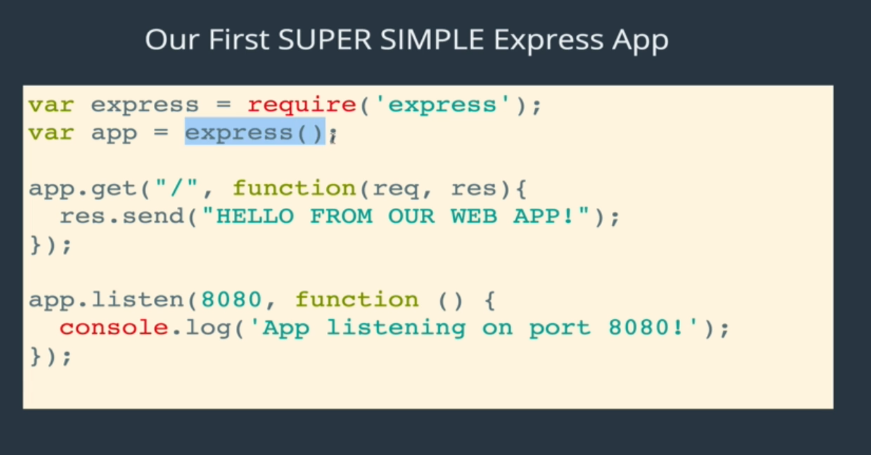 Our First SUPER SIMPLE Express App
var express = require('express');
var app = express();
app.get("/", function(req, res){
  res.send("HELLO FROM OUR WEB APP!");
});
app.listen(8080, function () {
  console.log('App listening on port 8080!');
});